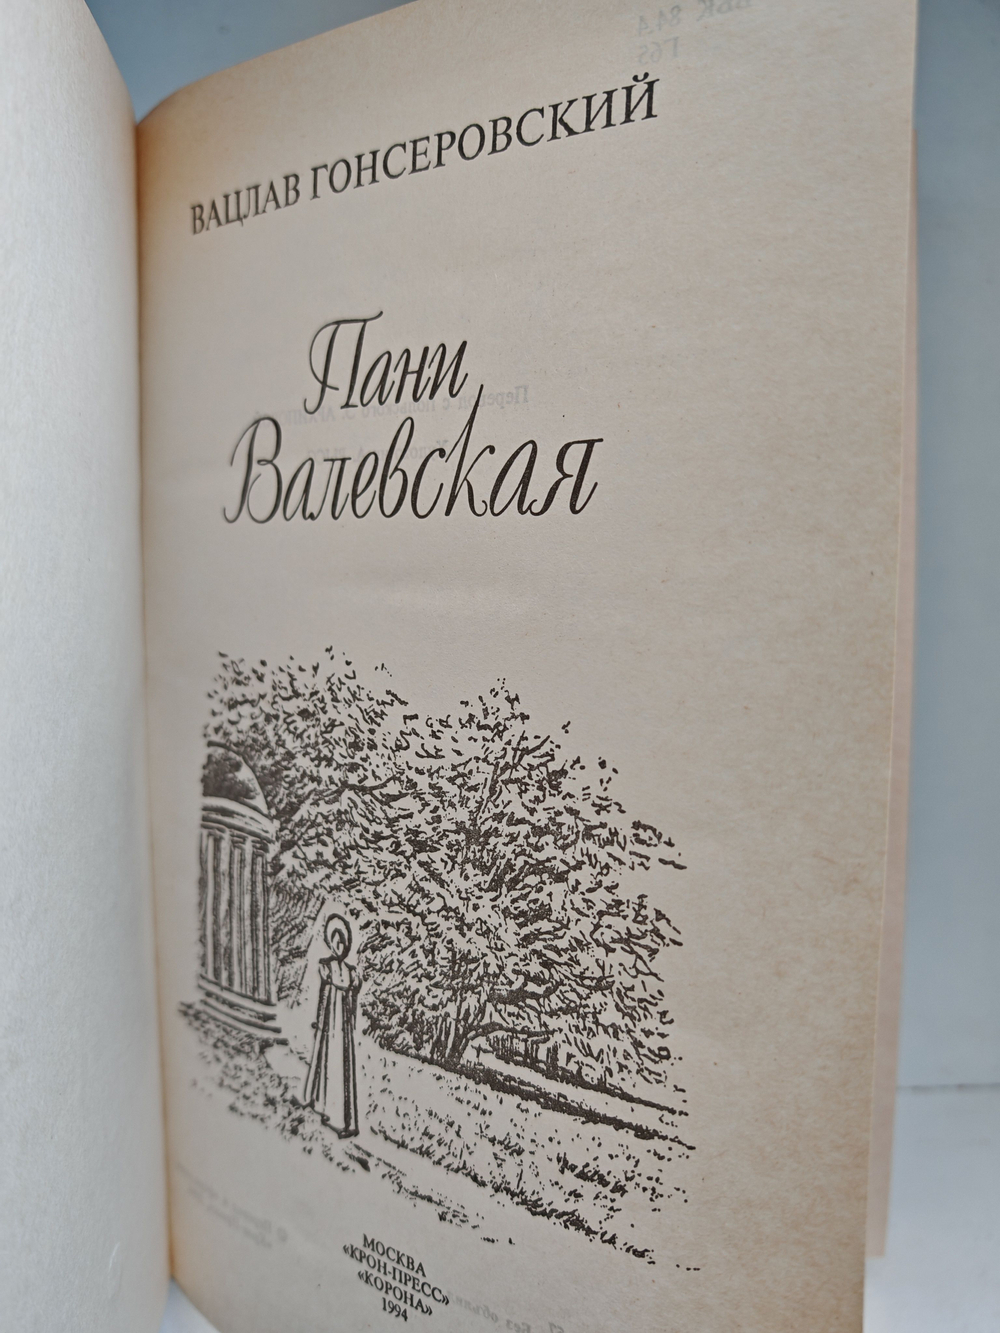 ВАЦЛАВ ГОНСЕРОВСКИЙ
Пани
Валевская
МОСКВА
«КРОН-ПРЕСС»
«КОРОНА»
1994